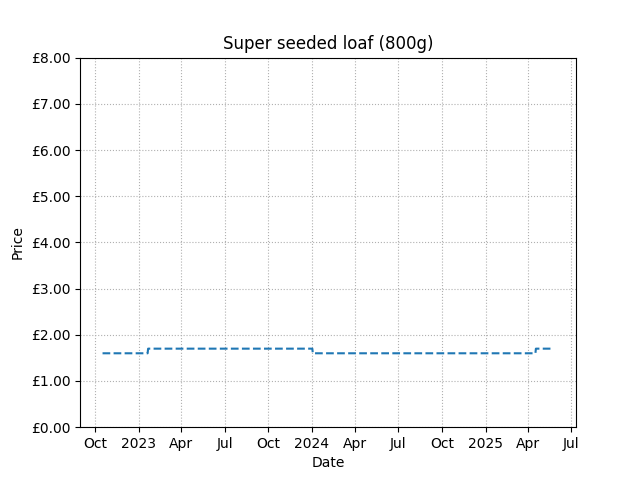 Super seeded loaf (800g)
£8.00
£7.00
£6.00
£5.00
£4.00
£3.00
£2.00
£1.00
£0.00
Price
Oct 2023 Apr Jul Oct 2024 Apr Jul Oct 2025 Apr Jul
Date